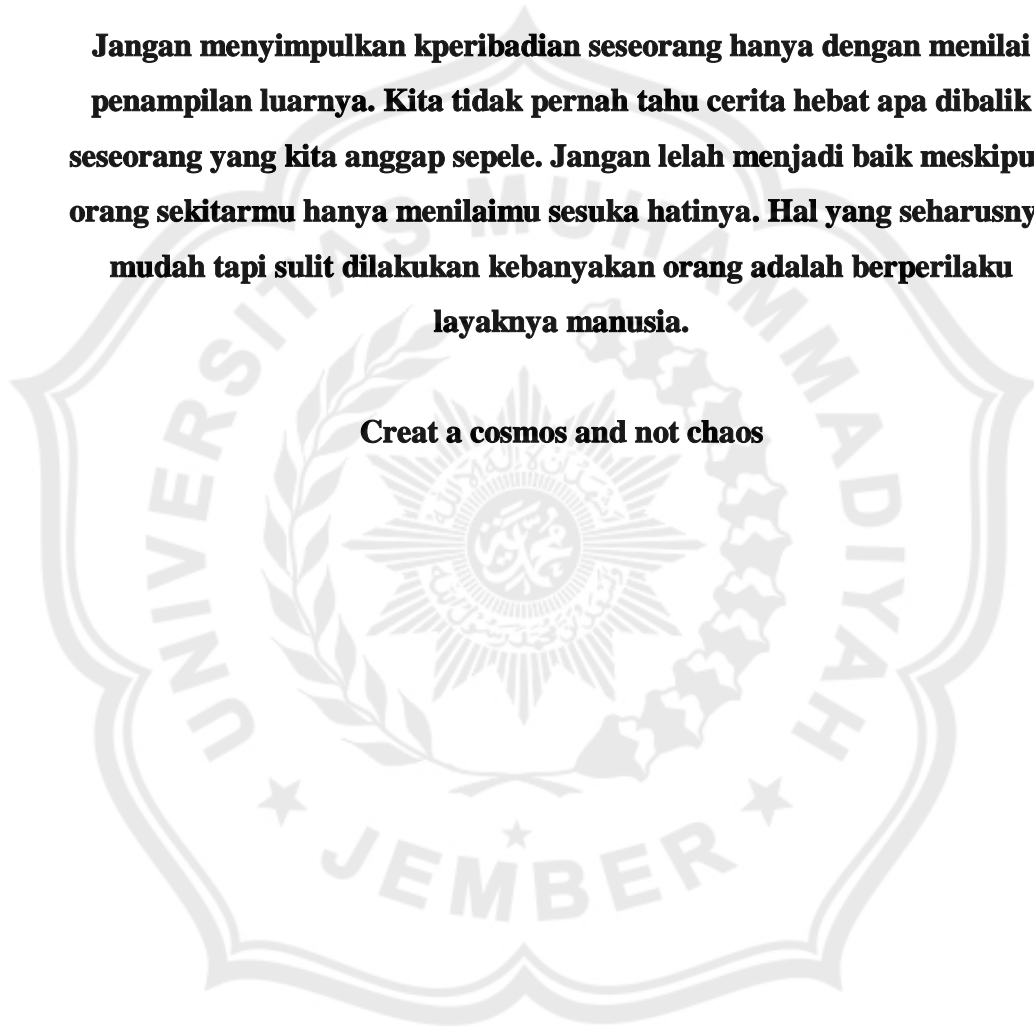 Jangan menyimpulkan kperibadian seseorang hanya dengan menilai
penampilan luarnya. Kita tidak pernah tahu cerita hebat apa dibalik
seseorang yang kita anggap sepele. Jangan lelah menjadi baik meskipu
orang sekitarmu hanya menilaimu sesuka hatinya. Hal yang seharusny
mudah tapi sulit dilakukan kebanyakan orang adalah berperilaku
layaknya manusia.
Creat a cosmos and not chaos
UNIVERSITAS MUHAMMADIYAH
JEMBER